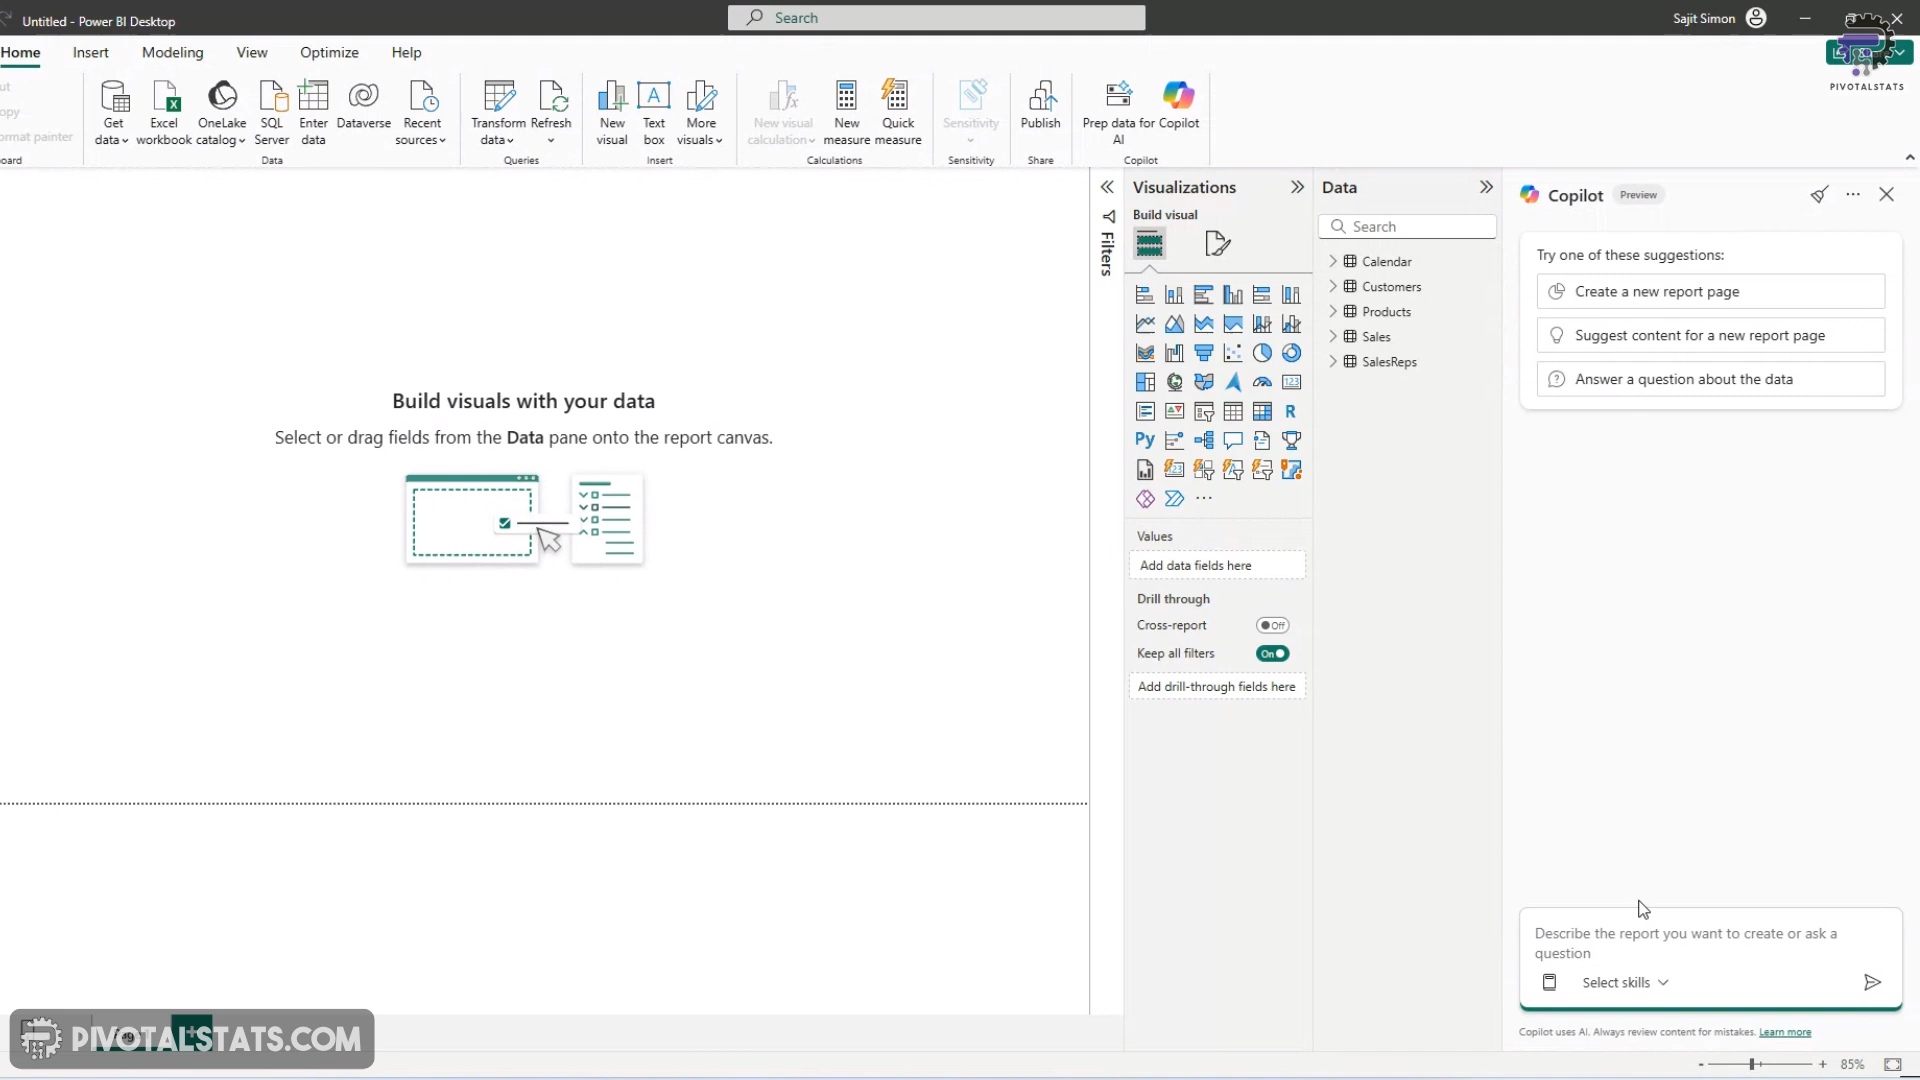 Untitled - Power BI Desktop
Search
Sajit Simon
Home
Insert
Modeling
View
Optimize
Help
PIVOTALSTATS
ut
opy
ormat painter
oard
Get data
Excel workbook
OneLake catalog
SQL Server
Enter data
Dataverse
Recent sources
Data
Transform data
Refresh
Queries
New visual
Text box
More visuals
Insert
New visual calculation
New measure
Quick measure
Calculations
Sensitivity
Sensitivity
Publish
Share
Prep data for AI
Copilot
Copilot
Build visuals with your data
Select or drag fields from the Data pane onto the report canvas.
Filters
Visualizations
Build visual
R
Py
Values
Add data fields here
Drill through
Cross-report
Off
Keep all filters
On
Add drill-through fields here
Data
Search
Calendar
Customers
Products
Sales
SalesReps
Copilot
Preview
Try one of these suggestions:
Create a new report page
Suggest content for a new report page
Answer a question about the data
Describe the report you want to create or ask a
question
Select skills
Copilot uses AI. Always review content for mistakes. Learn more
PIVOTALSTATS.COM
85%